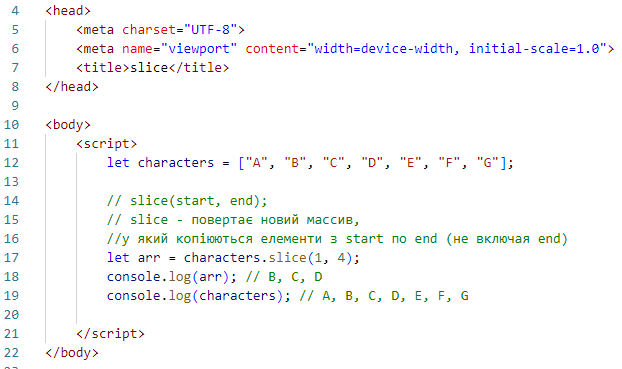 4 <head>
5 <meta charset="UTF-8">
6 <meta name="viewport" content="width=device-width, initial-scale=1.0">
7 <title>slice</title>
8 </head>
9
10 <body>
11 <script>
12 let characters = ["A", "B", "C", "D", "E", "F", "G"];
13
14 // slice(start, end);
15 // slice - повертає новий массив,
16 //у який копіюються елементи з start по end (не включая end)
17 let arr = characters.slice(1, 4);
18 console.log(arr); // B, C, D
19 console.log(characters); // A, B, C, D, E, F, G
20
21 </script>
22 </body>